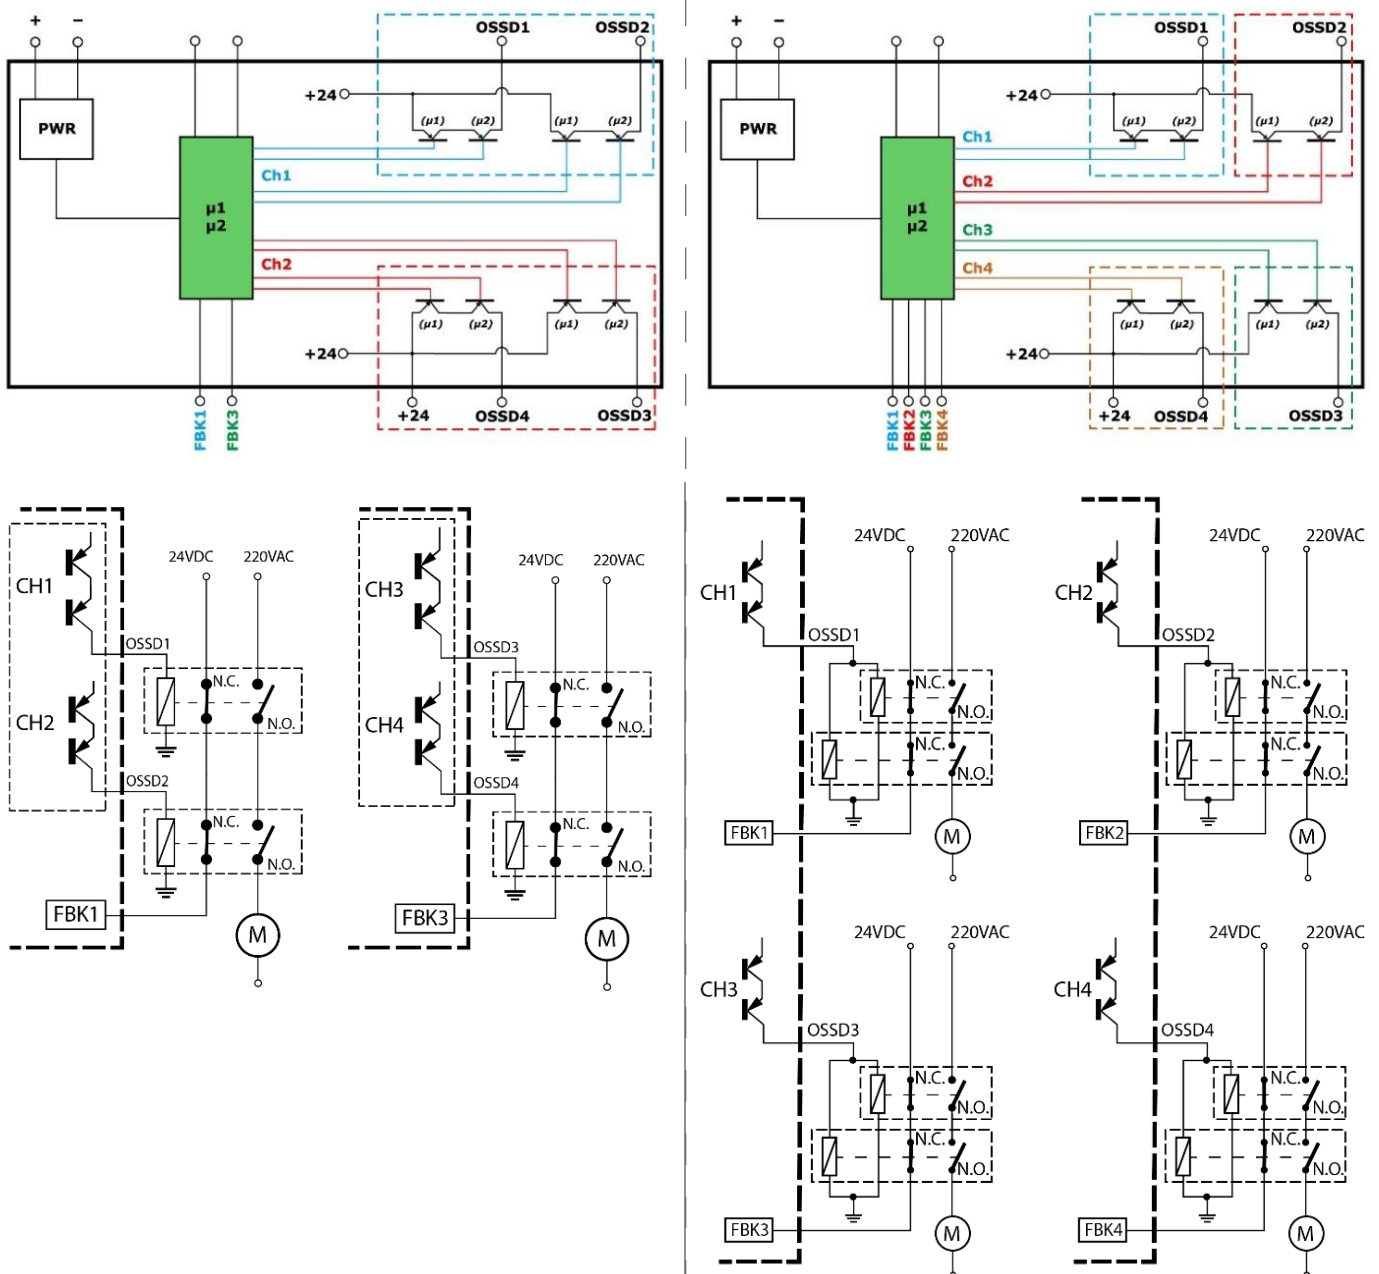 + −
OSSD1 OSSD2
+24
PWR
(µ1) (µ2) (µ1) (µ2)
Ch1
µ1
µ2
Ch2
(µ1) (µ2) (µ1) (µ2)
+24
+24 OSSD4 OSSD3
FBK1 FBK3
+ −
OSSD1 OSSD2
+24
PWR
(µ1) (µ2) (µ1) (µ2)
Ch1
Ch2
µ1
µ2
Ch3
Ch4
(µ1) (µ2) (µ1) (µ2)
+24
+24 OSSD4 OSSD3
FBK1 FBK2 FBK3 FBK4
24VDC 220VAC
CH1
OSSD1
N.C.
N.O.
CH2
OSSD2
N.C.
N.O.
FBK1
M
24VDC 220VAC
CH3
OSSD3
N.C.
N.O.
CH4
OSSD4
N.C.
N.O.
FBK3
M
24VDC 220VAC
CH1
OSSD1
N.C.
N.O.
N.C.
N.O.
FBK1
M
24VDC 220VAC
CH2
OSSD2
N.C.
N.O.
N.C.
N.O.
FBK2
M
24VDC 220VAC
CH3
OSSD3
N.C.
N.O.
N.C.
N.O.
FBK3
M
24VDC 220VAC
CH4
OSSD4
N.C.
N.O.
N.C.
N.O.
FBK4
M